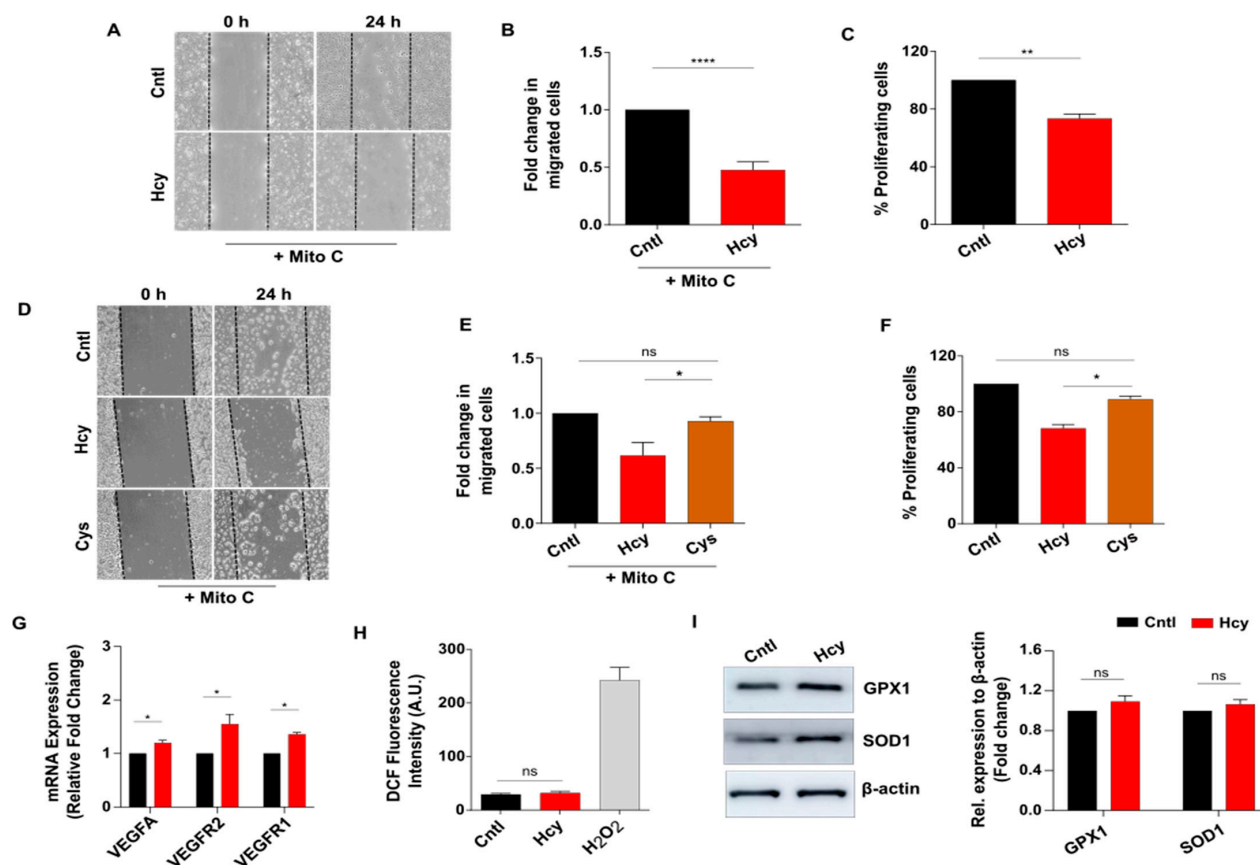 A
0 h 24 h
Cntl
Hcy
+ Mito C
B
Fold change in
migrated cells
1.5
1.0
0.5
0.0
****
Cntl Hcy
+ Mito C
C
% Proliferating cells
120
80
40
0
**
Cntl Hcy
D
0 h 24 h
Cntl
Hcy
Cys
+ Mito C
E
Fold change in
migrated cells
1.5
1.0
0.5
0.0
ns
*
Cntl Hcy Cys
+ Mito C
F
% Proliferating cells
120
80
40
0
ns
*
Cntl Hcy Cys
G
mRNA Expression
(Relative Fold Change)
3
2
1
0
* * *
VEGFA VEGFR2 VEGFR1
H
DCF Fluorescence
Intensity (A.U.)
300
200
100
0
ns
Cntl Hcy H2O2
I
Cntl Hcy
GPX1
SOD1
β-actin
Cntl Hcy
Rel. expression to β-actin
(Fold change)
1.6
1.2
0.8
0.4
0.0
ns ns
GPX1 SOD1